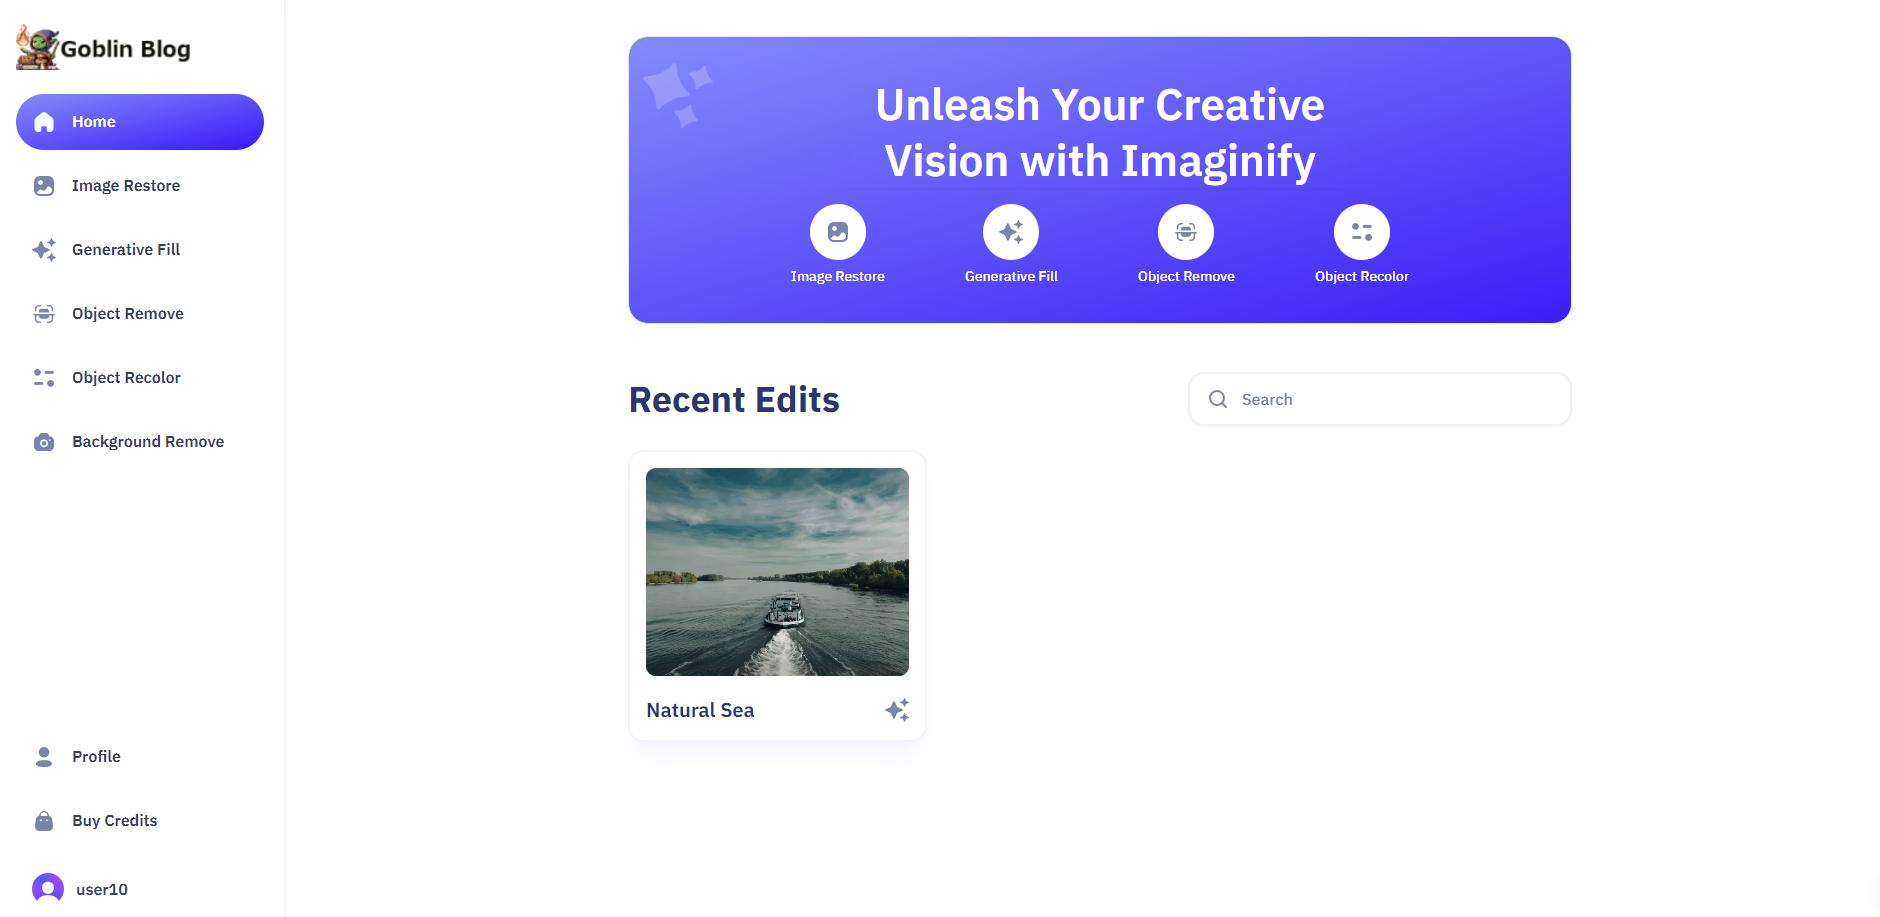 Goblin Blog
Home
Image Restore
Generative Fill
Object Remove
Object Recolor
Background Remove
Profile
Buy Credits
user10
Unleash Your Creative
Vision with Imaginify
Image Restore
Generative Fill
Object Remove
Object Recolor
Recent Edits
Search
Natural Sea